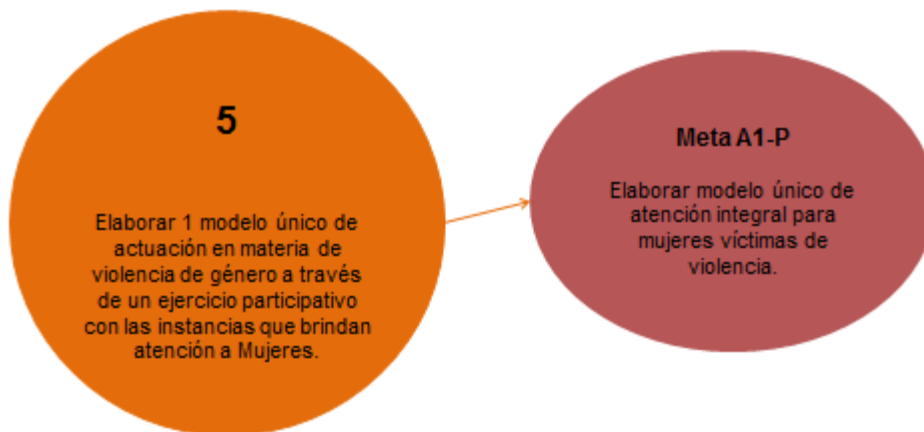 5
Elaborar 1 modelo único de
actuación en materia de
violencia de género a través
de un ejercicio participativo
con las instancias que brindan
atención a Mujeres.
Meta A1-P
Elaborar modelo único de
atención integral para
mujeres víctimas de
violencia.